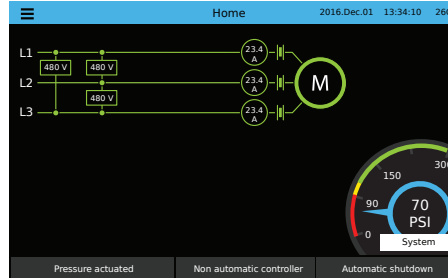 Home 2016.Dec.01 13:34:10 260
L1
L2
L3
480 V 480 V
480 V
23.4 A
23.4 A
23.4 A
M
300
150
90
0
70
PSI
System
Pressure actuated Non automatic controller Automatic shutdown